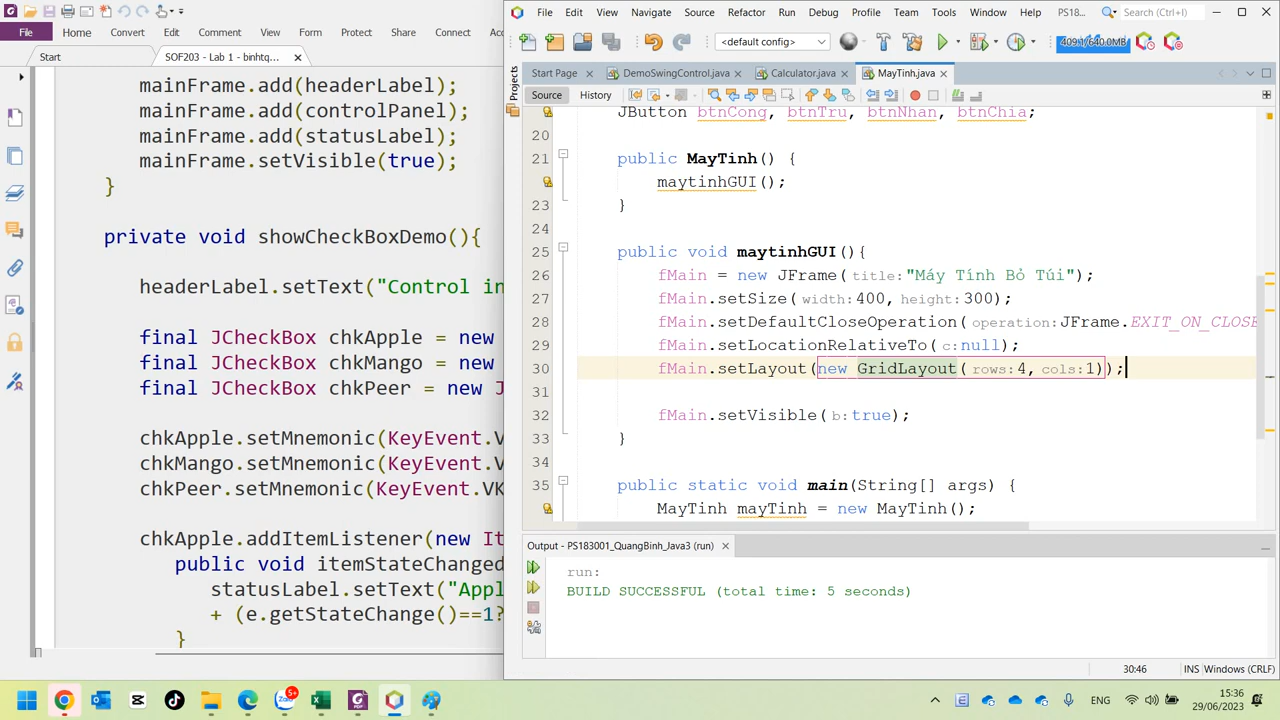 File Edit View Navigate Source Refactor Run Debug Profile Team Tools Window Help PS18... Search (Ctrl+I)
File Home Convert Edit Comment View Form Protect Share Connect
<default config> 409.1/640.0MB
Start SOF203 - Lab 1 - binhtq...
Start Page DemoSwingControl.java Calculator.java MayTinh.java
Projects
Source History
mainFrame.add(headerLabel);
mainFrame.add(controlPanel);
mainFrame.add(statusLabel);
mainFrame.setVisible(true);
}
private void showCheckBoxDemo(){
headerLabel.setText("Control in
final JCheckBox chkApple = new
final JCheckBox chkMango = new
final JCheckBox chkPeer = new J
chkApple.setMnemonic(KeyEvent.V
chkMango.setMnemonic(KeyEvent.V
chkPeer.setMnemonic(KeyEvent.VK
chkApple.addItemListener(new It
public void itemStateChanged
statusLabel.setText("Appl
+ (e.getStateChange()==1?
}
JButton btnCong, btnTru, btnNhan, btnChia;
20
21 public MayTinh() {
maytinhGUI();
23 }
24
25 public void maytinhGUI(){
26 fMain = new JFrame(title:"Máy Tính Bỏ Túi");
27 fMain.setSize(width:400,height:300);
28 fMain.setDefaultCloseOperation(operation:JFrame.EXIT_ON_CLOSE
29 fMain.setLocationRelativeTo(c:null);
30 fMain.setLayout(new GridLayout(rows:4,cols:1));
31
32 fMain.setVisible(b:true);
33 }
34
35 public static void main(String[] args) {
MayTinh mayTinh = new MayTinh();
Output - PS183001_QuangBinh_Java3 (run)
run:
BUILD SUCCESSFUL (total time: 5 seconds)
30:46 INS Windows (CRLF)
5+
ENG
15:36
29/06/2023